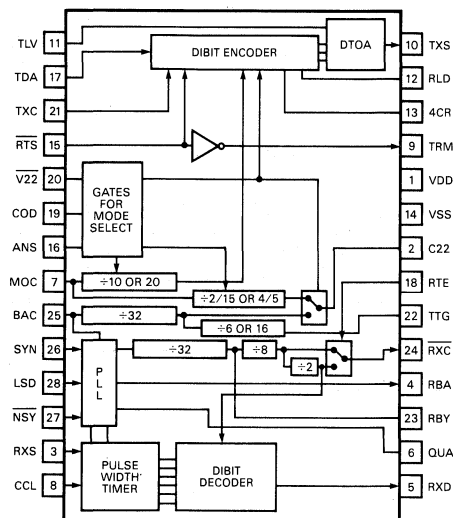 TLV 11
DIBIT ENCODER
DTOA
10 TXS
TDA 17
12 RLD
TXC 21
13 4CR
RTS 15
9 TRM
V22 20
1 VDD
GATES
FOR
MODE
SELECT
COD 19
14 VSS
ANS 16
2 C22
MOC 7
÷10 OR 20
÷2/15 OR 4/5
18 RTE
BAC 25
÷32
÷6 OR 16
22 TTG
SYN 26
÷32
÷8
÷2
24 RXC
LSD 28
P
L
L
4 RBA
NSY 27
23 RBY
RXS 3
6 QUA
CCL 8
PULSE
WIDTH
TIMER
DIBIT
DECODER
5 RXD